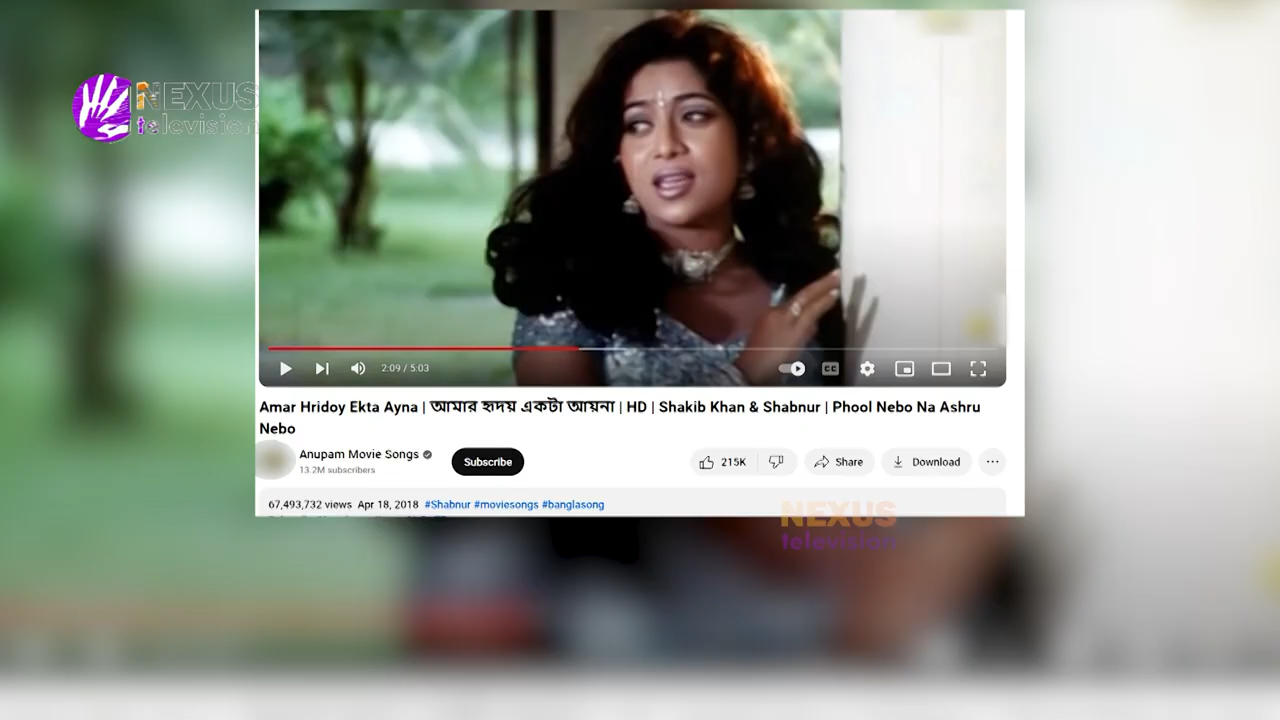 NEXUS
television
2:09 / 5:03
CC
Amar Hridoy Ekta Ayna | আমার হৃদয় একটা আয়না | HD | Shakib Khan & Shabnur | Phool Nebo Na Ashru
Nebo
Anupam Movie Songs
13.2M subscribers
Subscribe
215K
Share
Download
67,493,732 views Apr 18, 2018 #Shabnur #moviesongs #banglasong
NEXUS
television